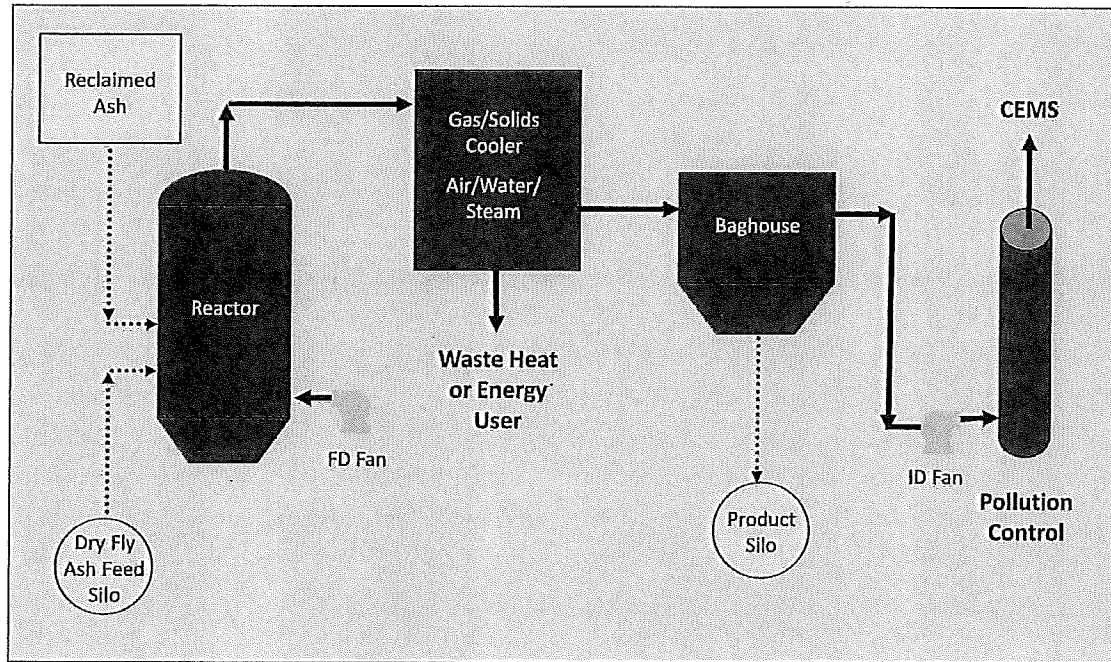 Reclaimed
Ash
Gas/Solids
Cooler
Air/Water/
Steam
CEMS
Baghouse
Reactor
Waste Heat
or Energy
User
FD Fan
ID Fan
Product
Silo
Pollution
Control
Dry Fly
Ash Feed
Silo